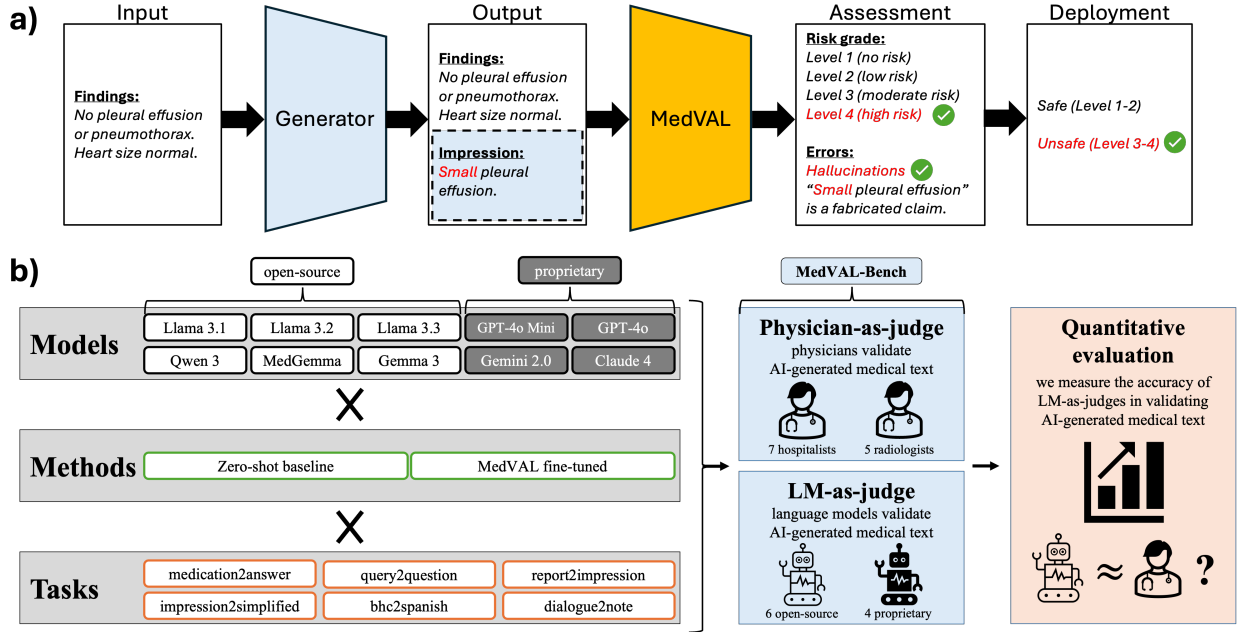 a)
Input
Output
Assessment
Deployment
Findings:
No pleural effusion
or pneumothorax.
Heart size normal.
Generator
Findings:
No pleural effusion
or pneumothorax.
Heart size normal.
Impression:
Small pleural
effusion.
MedVAL
Risk grade:
Level 1 (no risk)
Level 2 (low risk)
Level 3 (moderate risk)
Level 4 (high risk)
Errors:
Hallucinations
“Small pleural effusion”
is a fabricated claim.
Safe (Level 1-2)
Unsafe (Level 3-4)
b)
open-source
proprietary
Models
Llama 3.1
Llama 3.2
Llama 3.3
GPT-4o Mini
GPT-4o
Qwen 3
MedGemma
Gemma 3
Gemini 2.0
Claude 4
Methods
Zero-shot baseline
MedVAL fine-tuned
Tasks
medication2answer
query2question
report2impression
impression2simplified
bhc2spanish
dialogue2note
MedVAL-Bench
Physician-as-judge
physicians validate
AI-generated medical text
7 hospitalists
5 radiologists
LM-as-judge
language models validate
AI-generated medical text
6 open-source
4 proprietary
Quantitative
evaluation
we measure the accuracy of
LM-as-judges in validating
AI-generated medical text
≈ ?